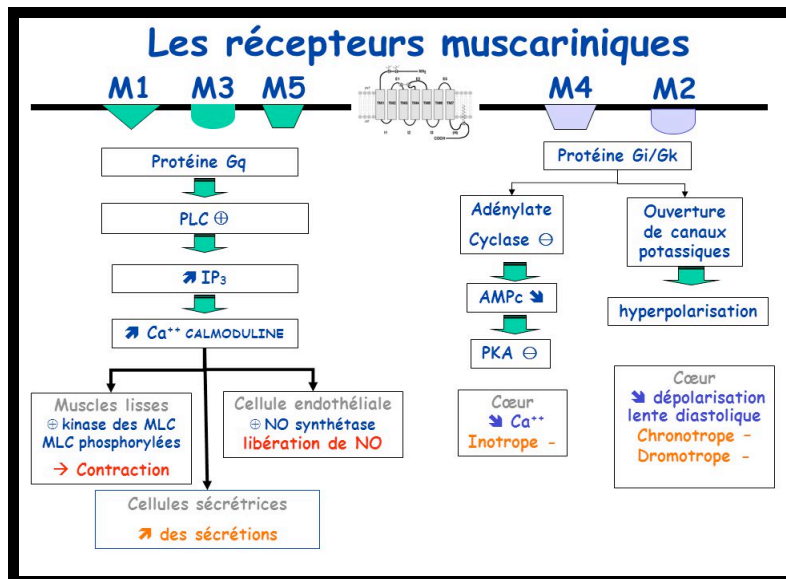 Les récepteurs muscariniques
M1 M3 M5
M4 M2
Protéine Gq
PLC ⊕
↗ IP₃
↗ Ca⁺⁺ CALMODULINE
Muscles lisses
⊕ kinase des MLC
MLC phosphorylées
→ Contraction
Cellule endothéliale
⊕ NO synthétase
libération de NO
Cellules sécrétrices
↗ des sécrétions
Protéine Gi/Gk
Adénylate
Cyclase ⊖
AMPc ↘
PKA ⊖
Cœur
↘ Ca⁺⁺
Inotrope -
Ouverture
de canaux
potassiques
hyperpolarisation
Cœur
↘ dépolarisation
lente diastolique
Chronotrope -
Dromotrope -
COOH